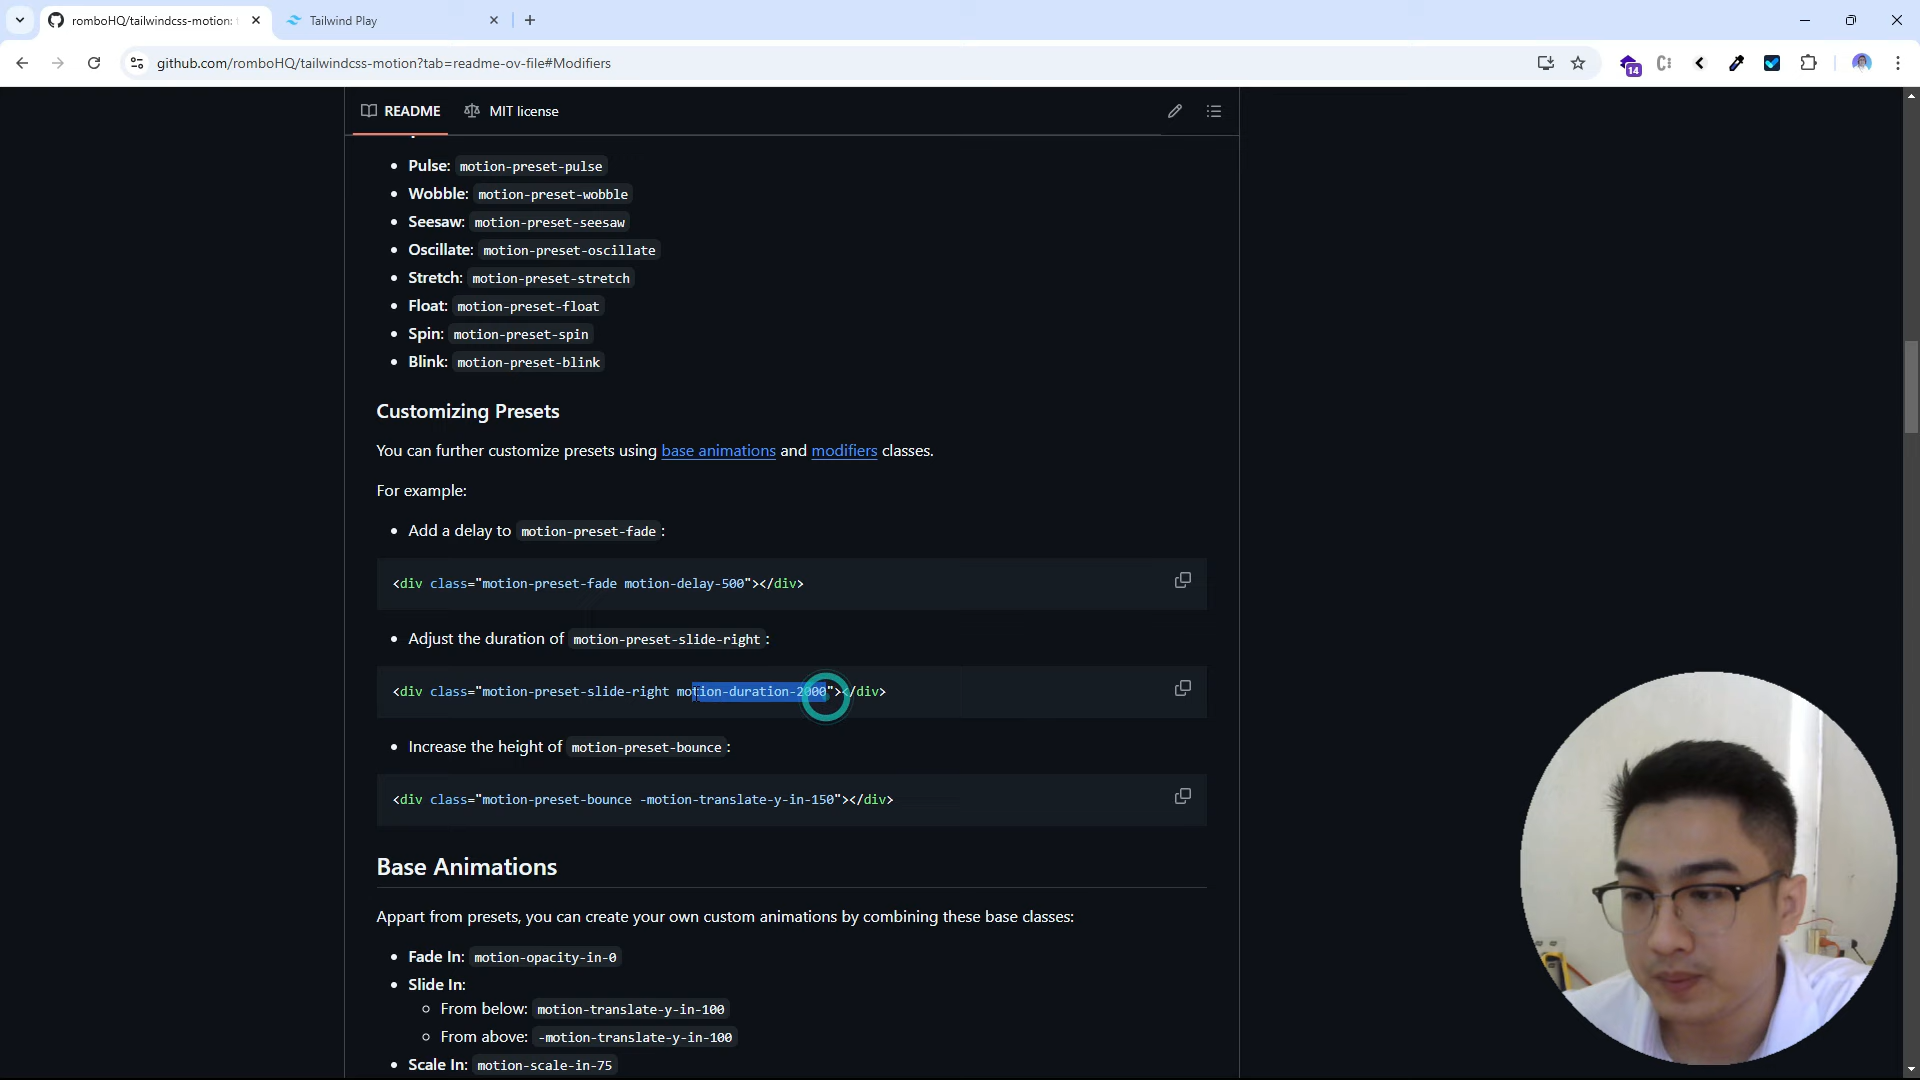 romboHQ/tailwindcss-motion:
Tailwind Play
github.com/romboHQ/tailwindcss-motion?tab=readme-ov-file#Modifiers
14
README
MIT license
Pulse: motion-preset-pulse
Wobble: motion-preset-wobble
Seesaw: motion-preset-seesaw
Oscillate: motion-preset-oscillate
Stretch: motion-preset-stretch
Float: motion-preset-float
Spin: motion-preset-spin
Blink: motion-preset-blink
Customizing Presets
You can further customize presets using base animations and modifiers classes.
For example:
Add a delay to motion-preset-fade:
<div class="motion-preset-fade motion-delay-500"></div>
Adjust the duration of motion-preset-slide-right:
<div class="motion-preset-slide-right motion-duration-2000"></div>
Increase the height of motion-preset-bounce:
<div class="motion-preset-bounce -motion-translate-y-in-150"></div>
Base Animations
Appart from presets, you can create your own custom animations by combining these base classes:
Fade In: motion-opacity-in-0
Slide In:
From below: motion-translate-y-in-100
From above: -motion-translate-y-in-100
Scale In: motion-scale-in-75